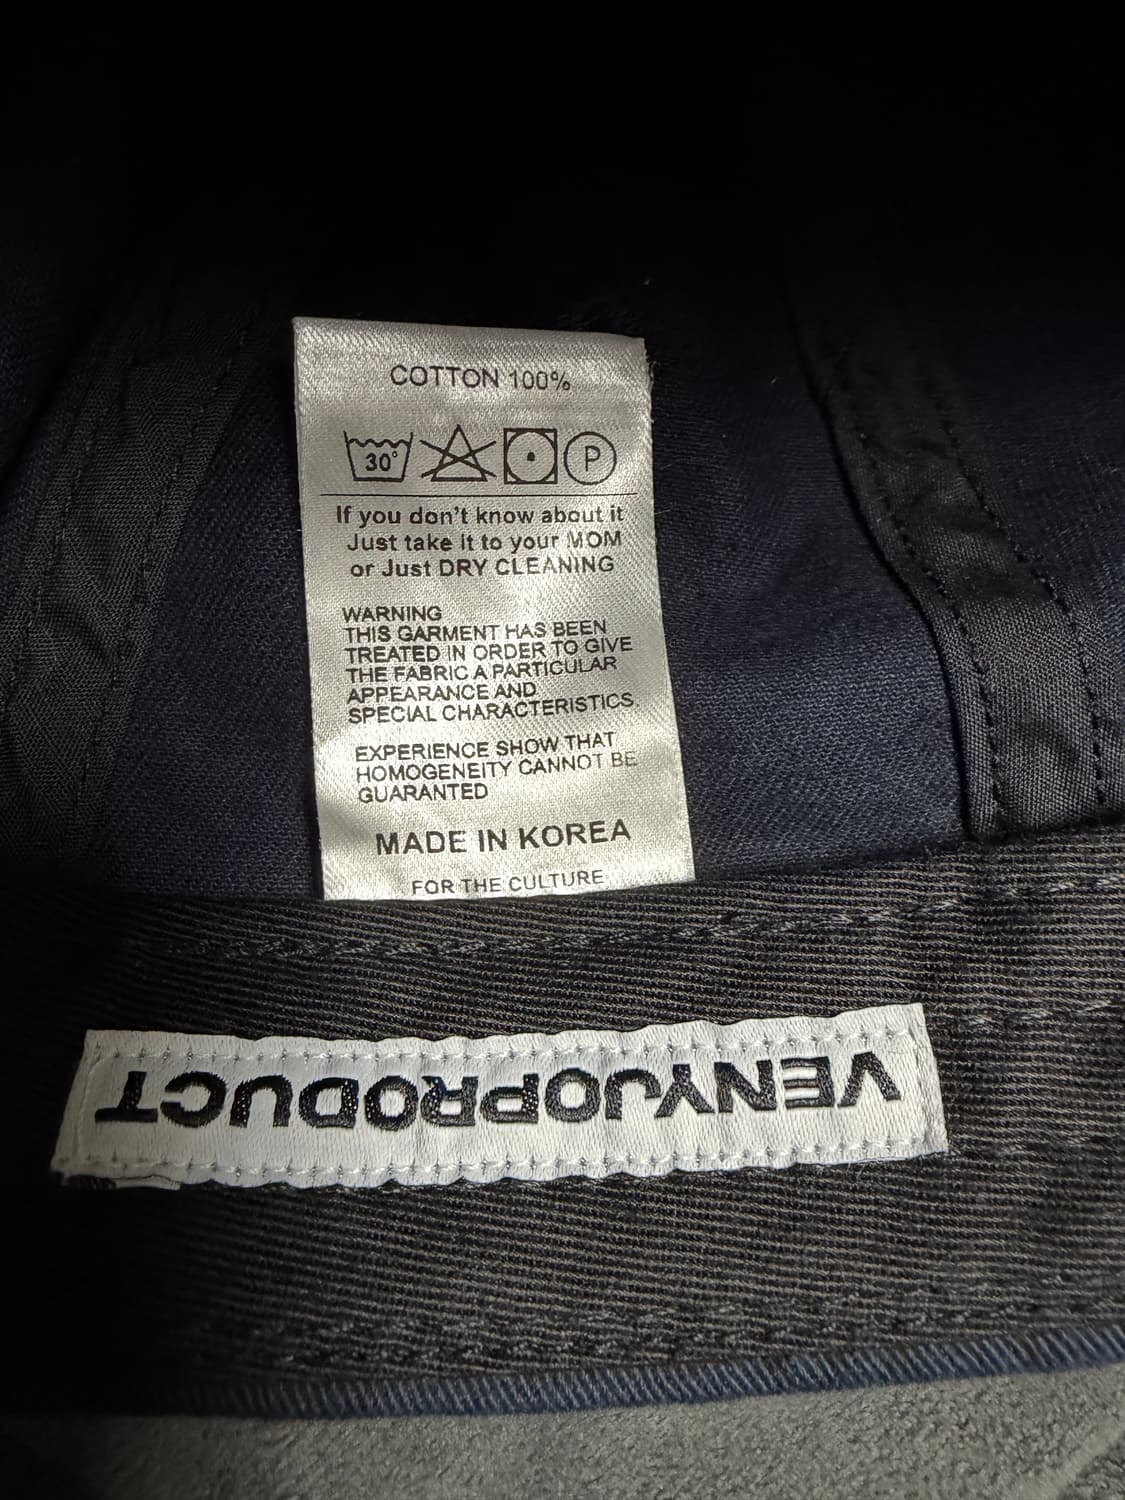 COTTON 100%
30°
P
If you don't know about it
Just take it to your MOM
or Just DRY CLEANING
WARNING
THIS GARMENT HAS BEEN
TREATED IN ORDER TO GIVE
THE FABRIC A PARTICULAR
APPEARANCE AND
SPECIAL CHARACTERISTICS
EXPERIENCE SHOW THAT
HOMOGENEITY CANNOT BE
GUARANTED
MADE IN KOREA
FOR THE CULTURE
VENYJOPRODUCT